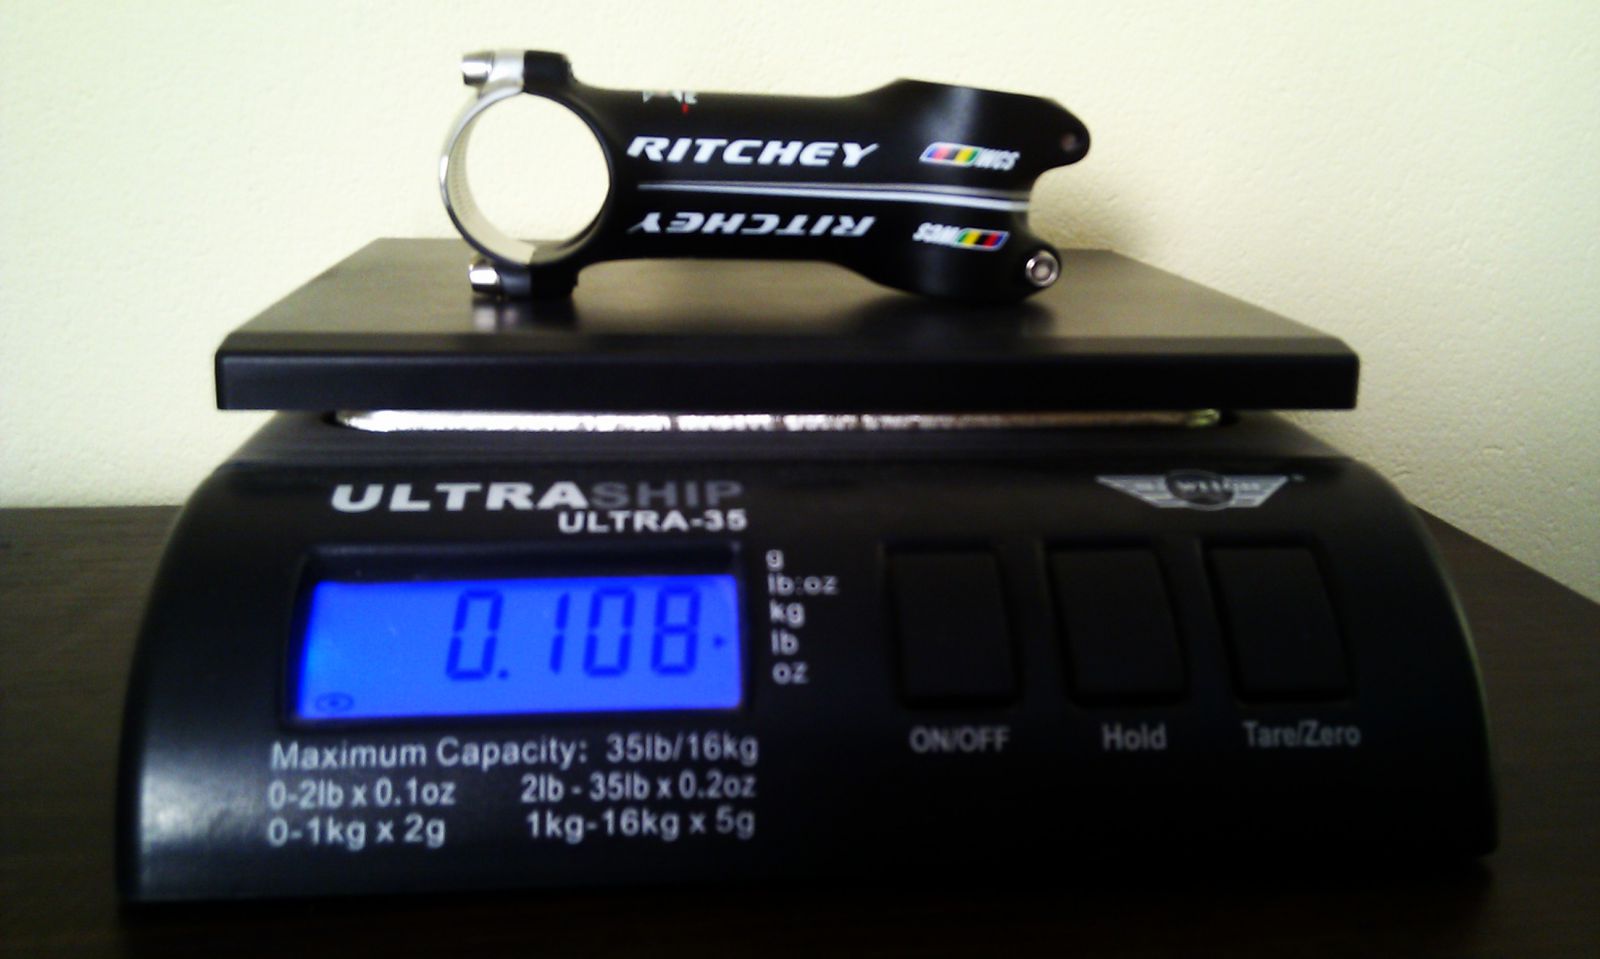 RITCHEY WCS
RITCHEY WCS
ULTRASHIP
ULTRA-35
0.108
g
lb:oz
kg
lb
oz
ON/OFF Hold Tare/Zero
Maximum Capacity: 35lb/16kg
0-2lb x 0.1oz 2lb - 35lb x 0.2oz
0-1kg x 2g 1kg-16kg x 5g